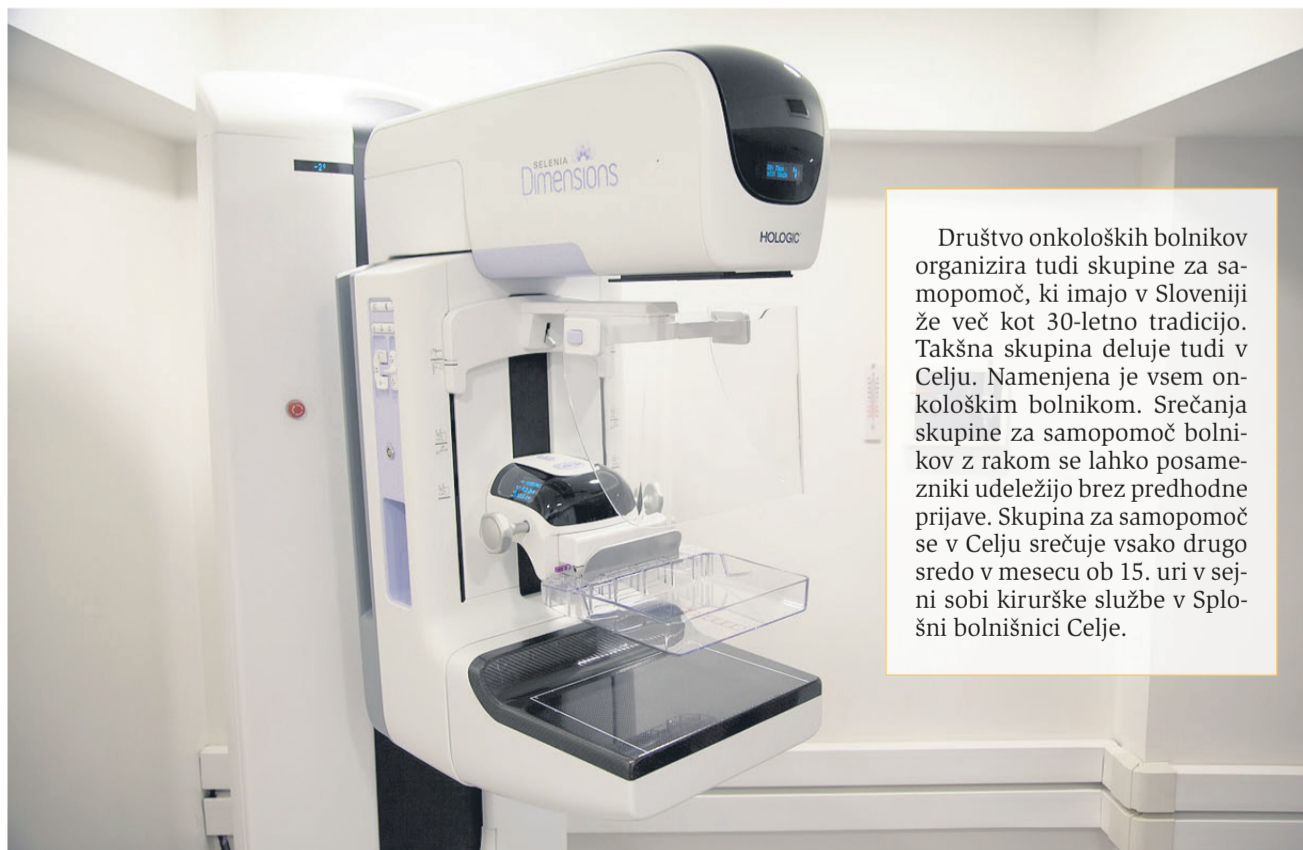 SELENIA
Dimensions
HOLOGIC
Društvo onkoloških bolnikov
organizira tudi skupine za sa-
mopomoč, ki imajo v Sloveniji
že več kot 30-letno tradicijo.
Takšna skupina deluje tudi v
Celju. Namenjena je vsem on-
kološkim bolnikom. Srečanja
skupine za samopomoč bolni-
kov z rakom se lahko posame-
zniki udeležijo brez predhodne
prijave. Skupina za samopomoč
se v Celju srečuje vsako drugo
sredo v mesecu ob 15. uri v sej-
ni sobi kirurške službe v Splo-
šni bolnišnici Celje.